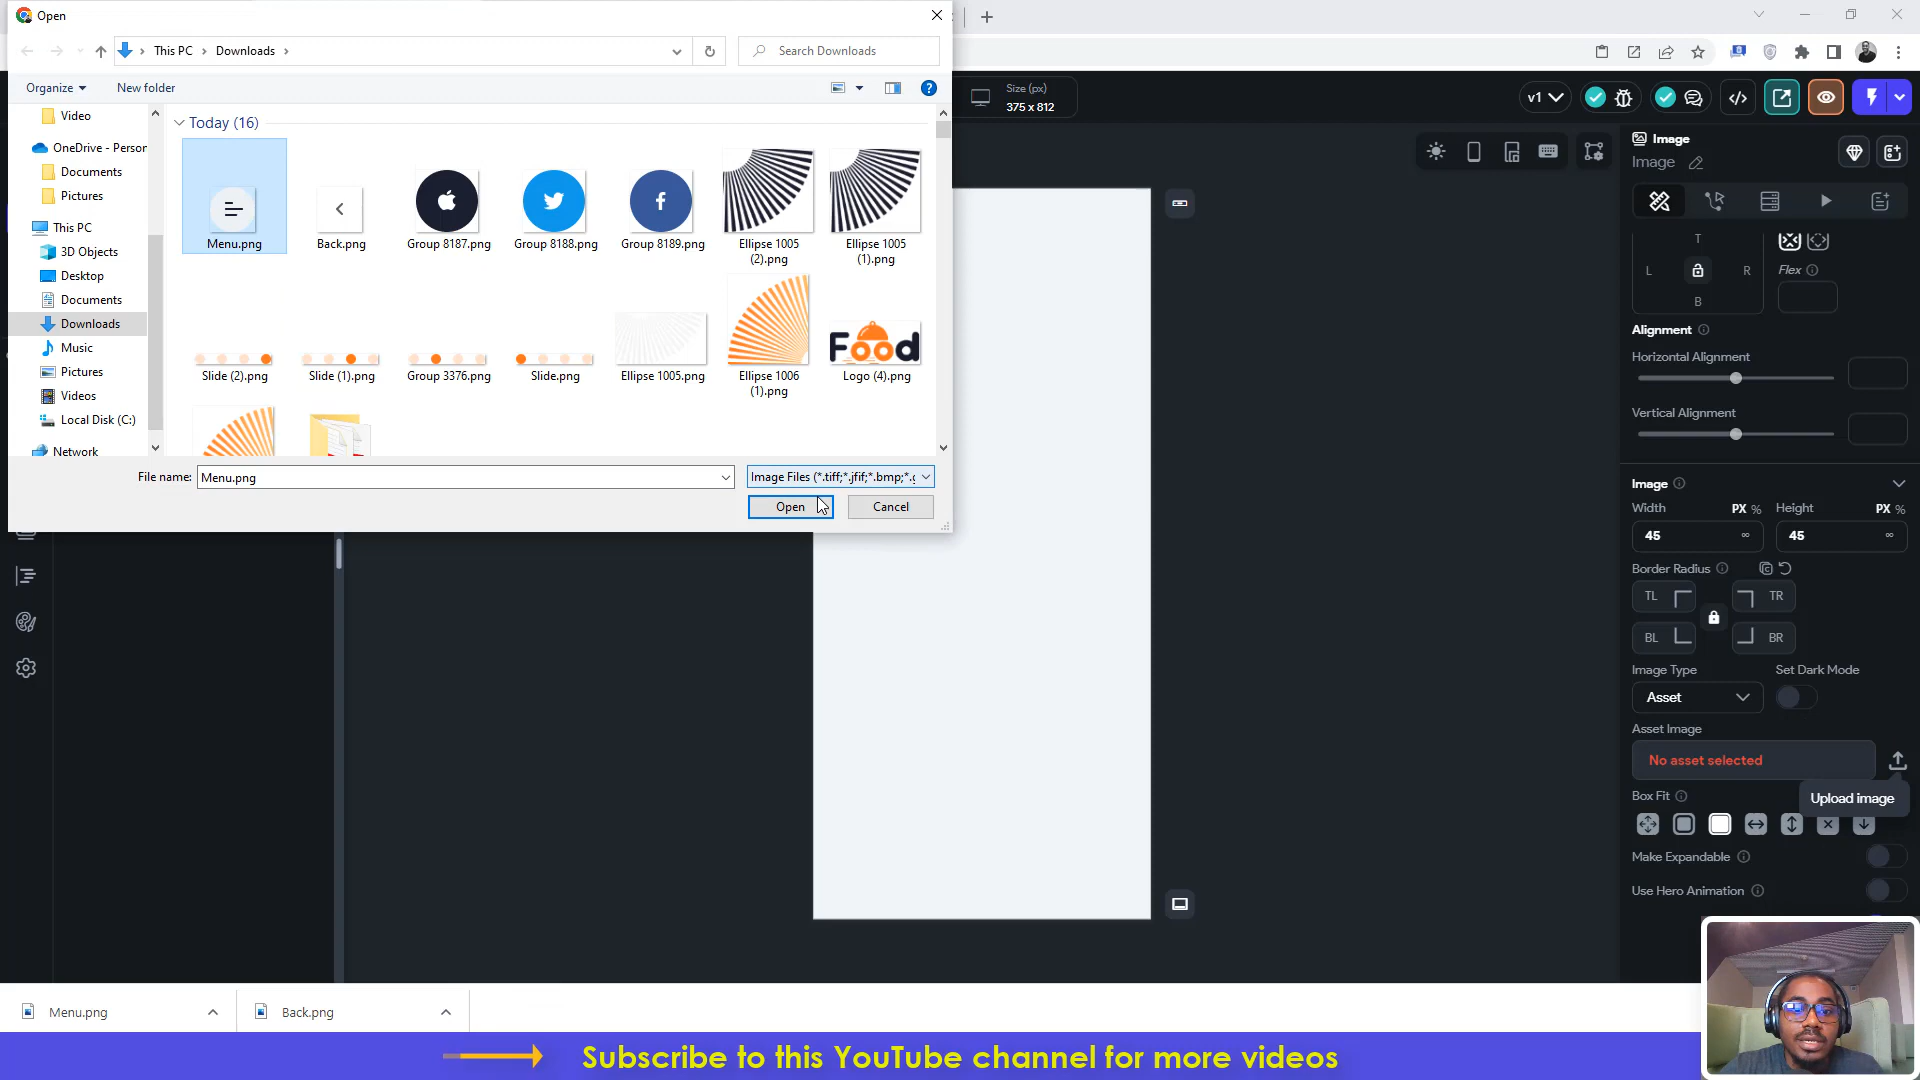 Open
This PC
Downloads
Search Downloads
Organize
New folder
Video
OneDrive - Person
Documents
Pictures
This PC
3D Objects
Desktop
Documents
Downloads
Music
Pictures
Videos
Local Disk (C:)
Network
Today (16)
Menu.png
Back.png
Group 8187.png
Group 8188.png
Group 8189.png
Ellipse 1005
(2).png
Ellipse 1005
(1).png
Food
Slide (2).png
Slide (1).png
Group 3376.png
Slide.png
Ellipse 1005.png
Ellipse 1006
(1).png
Logo (4).png
File name:
Menu.png
Image Files (*.tiff;*.jfif;*.bmp;*.g
Open
Cancel
Size (px)
375 x 812
v1
Image
Image
T
L
R
B
Flex
Alignment
Horizontal Alignment
Vertical Alignment
Image
Width
PX %
Height
PX %
45
∞
45
∞
Border Radius
TL
TR
BL
BR
Image Type
Set Dark Mode
Asset
Asset Image
No asset selected
Box Fit
Upload image
Make Expandable
Use Hero Animation
Menu.png
Back.png
Subscribe to this YouTube channel for more videos